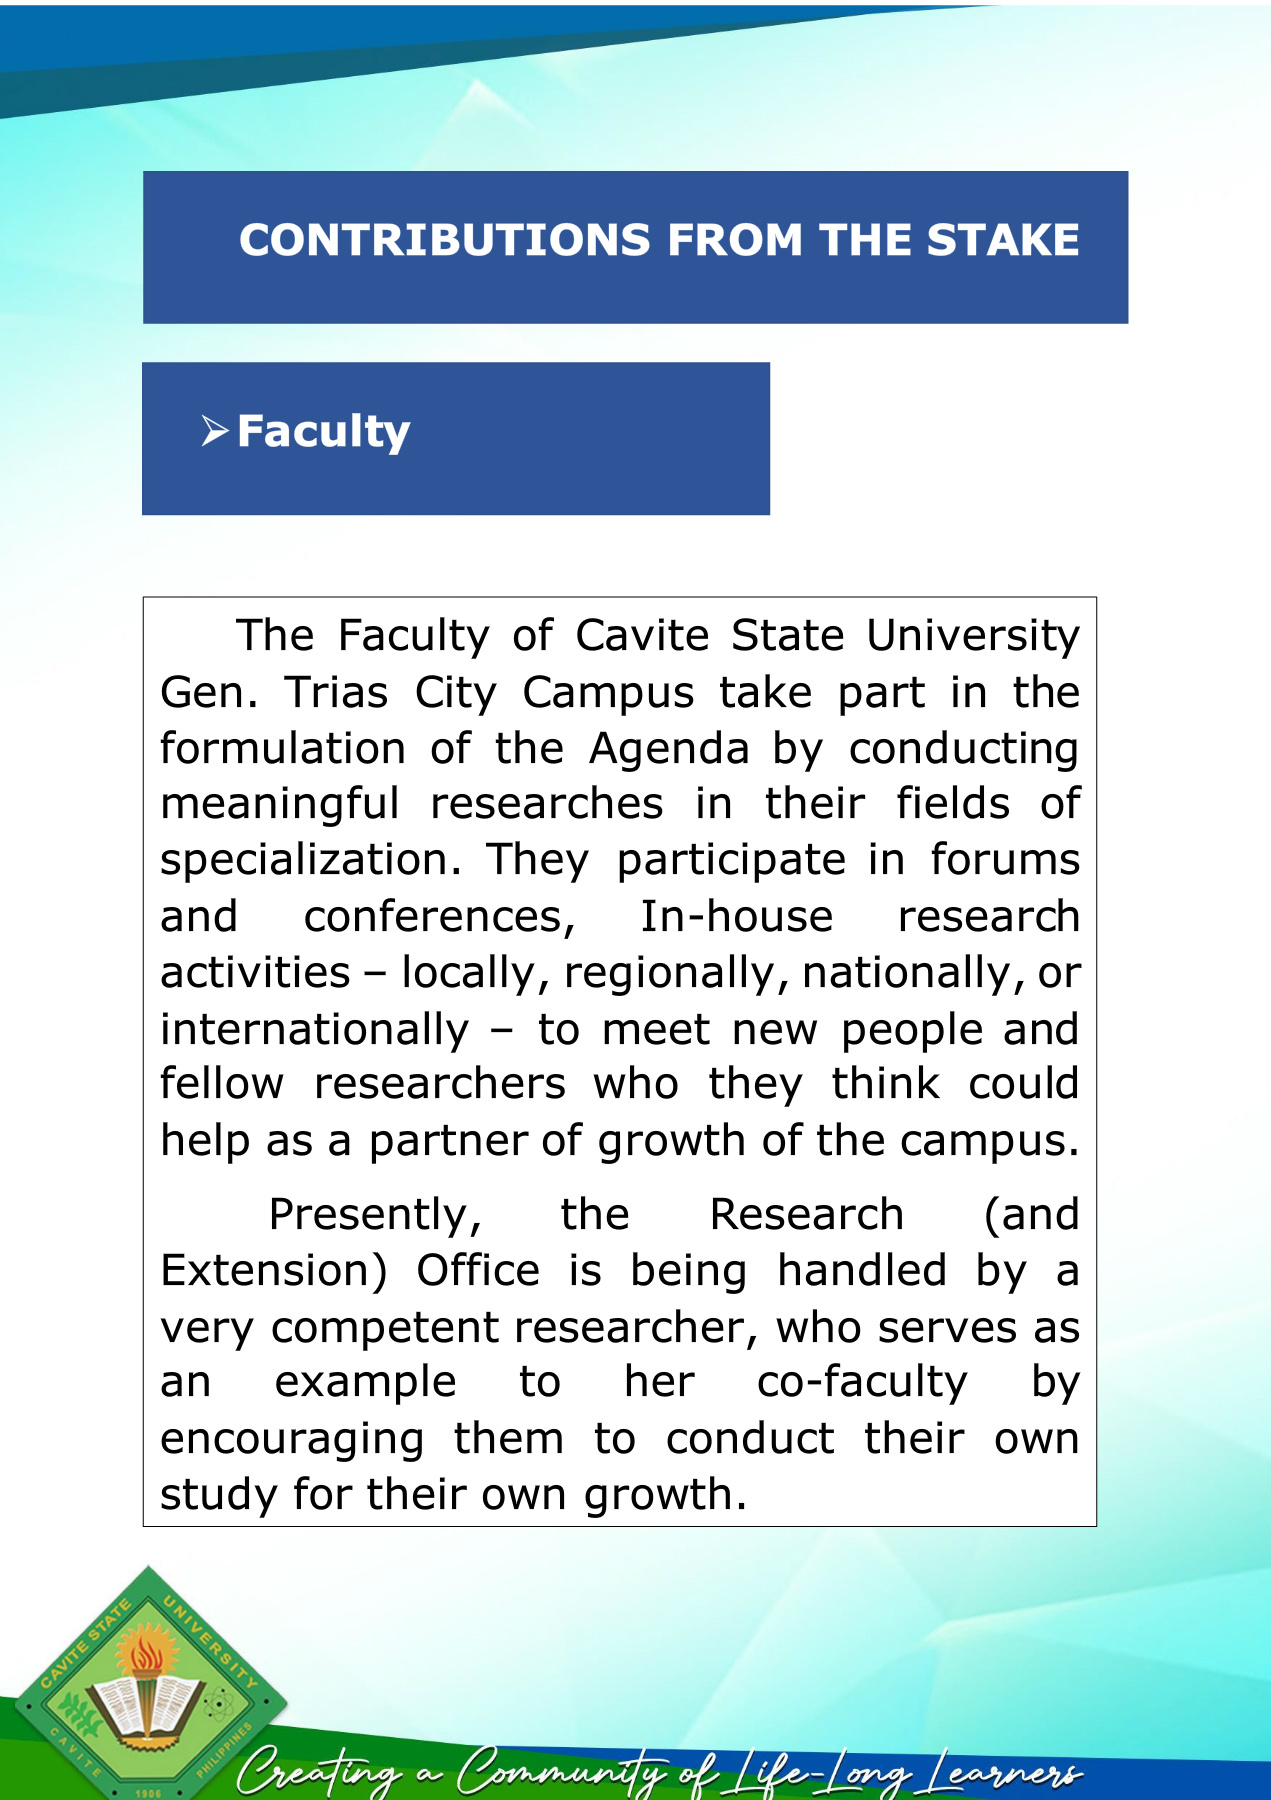 CONTRIBUTIONS FROM THE STAKE
➢ Faculty
The Faculty of Cavite State University
Gen. Trias City Campus take part in the
formulation of the Agenda by conducting
meaningful researches in their fields of
specialization. They participate in forums
and conferences, In-house research
activities – locally, regionally, nationally, or
internationally – to meet new people and
fellow researchers who they think could
help as a partner of growth of the campus.
Presently, the Research (and
Extension) Office is being handled by a
very competent researcher, who serves as
an example to her co-faculty by
encouraging them to conduct their own
study for their own growth.
CAVITE STATE UNIVERSITY
CAVITE PHILIPPINES
1906
Creating a Community of Life-Long Learners